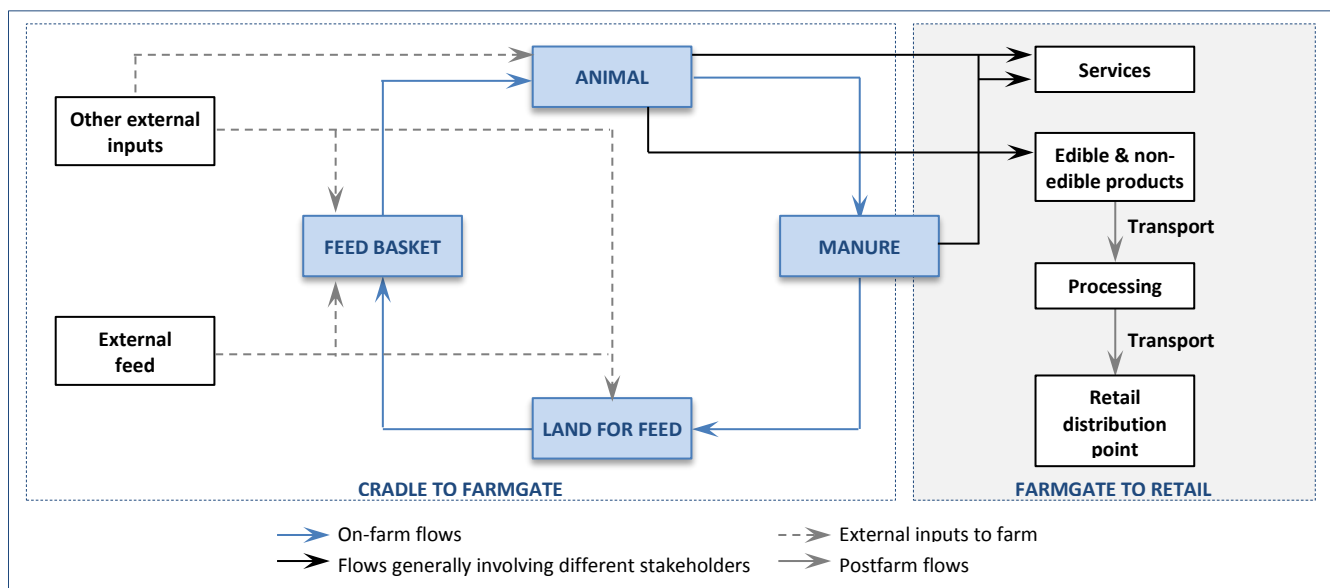 ANIMAL
Services
Other external
inputs
Edible & non-
edible products
Transport
FEED BASKET
MANURE
Processing
External
feed
Transport
LAND FOR FEED
Retail
distribution
point
CRADLE TO FARMGATE
FARMGATE TO RETAIL
On-farm flows
External inputs to farm
Flows generally involving different stakeholders
Postfarm flows